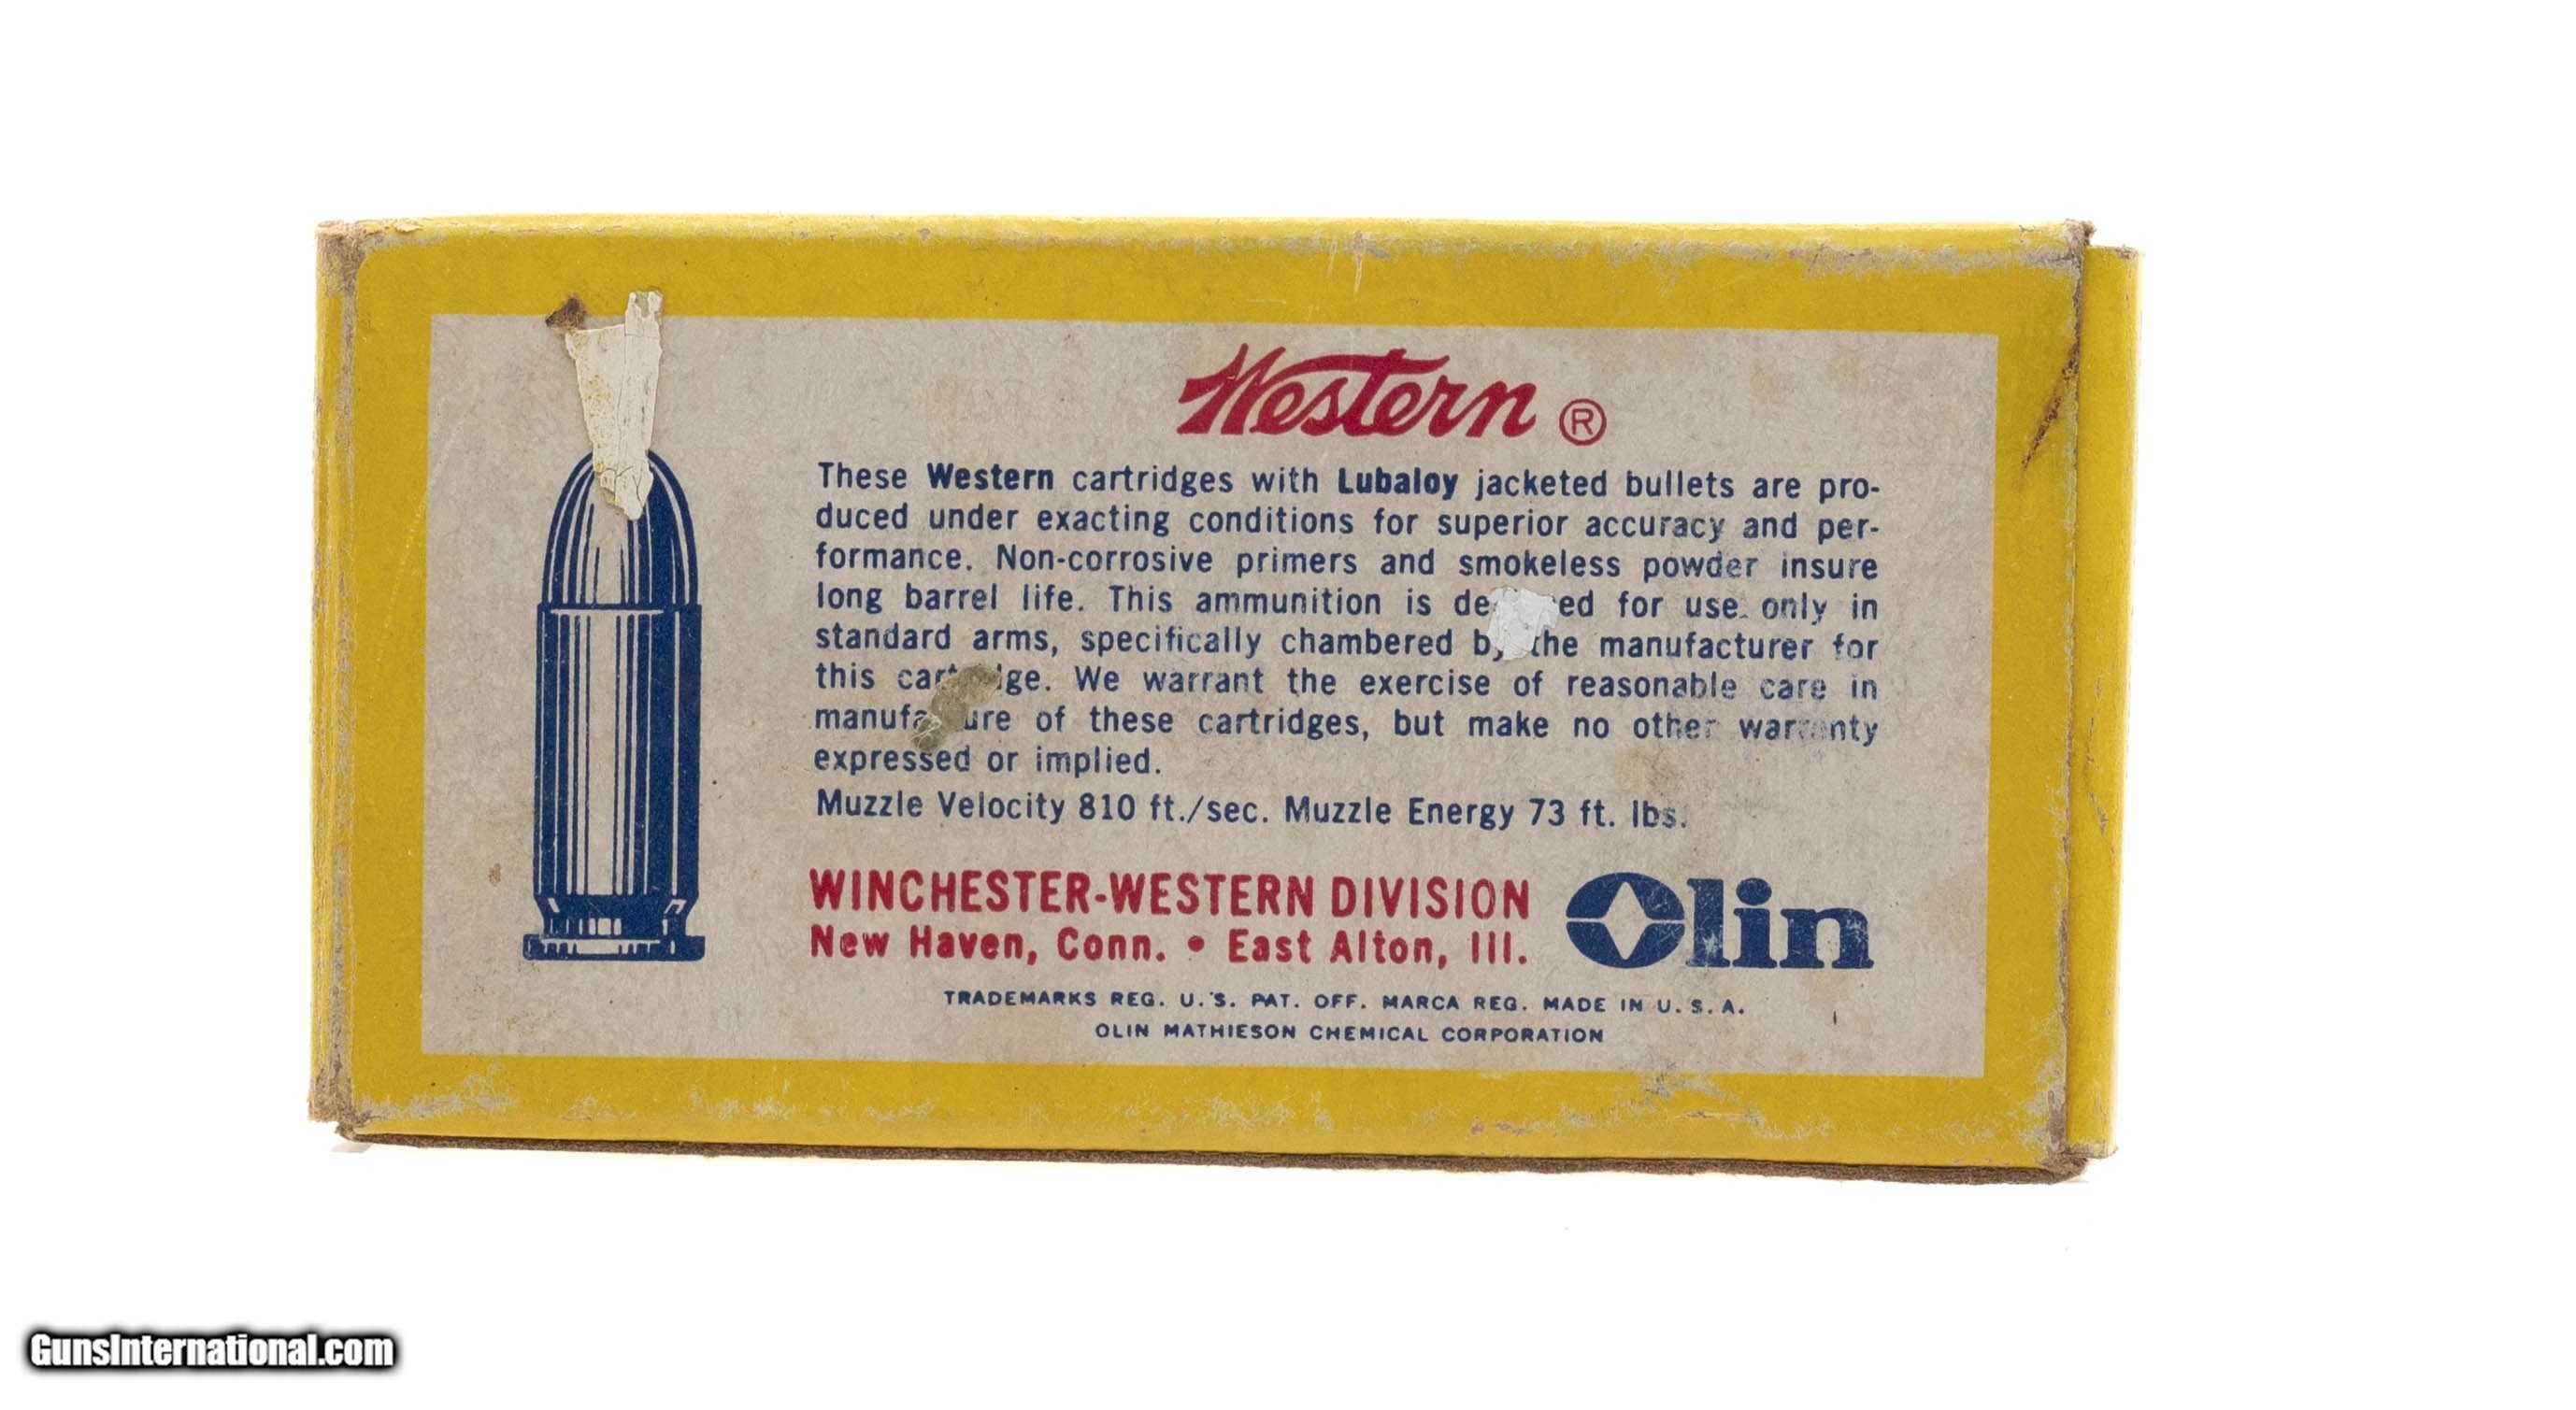 Western ®
These Western cartridges with Lubaloy jacketed bullets are pro-
duced under exacting conditions for superior accuracy and per-
formance. Non-corrosive primers and smokeless powder insure
long barrel life. This ammunition is for use only in
standard arms, specifically chambered by the manufacturer for
this cartridge. We warrant the exercise of reasonable care in
manufacture of these cartridges, but make no other warranty
expressed or implied.
Muzzle Velocity 810 ft./sec. Muzzle Energy 73 ft. lbs.
WINCHESTER-WESTERN DIVISION
New Haven, Conn. • East Alton, Ill.
Olin
TRADEMARKS REG. U.S. PAT. OFF. MARCA REG. MADE IN U.S.A.
OLIN MATHIESON CHEMICAL CORPORATION
GunsInternational.com